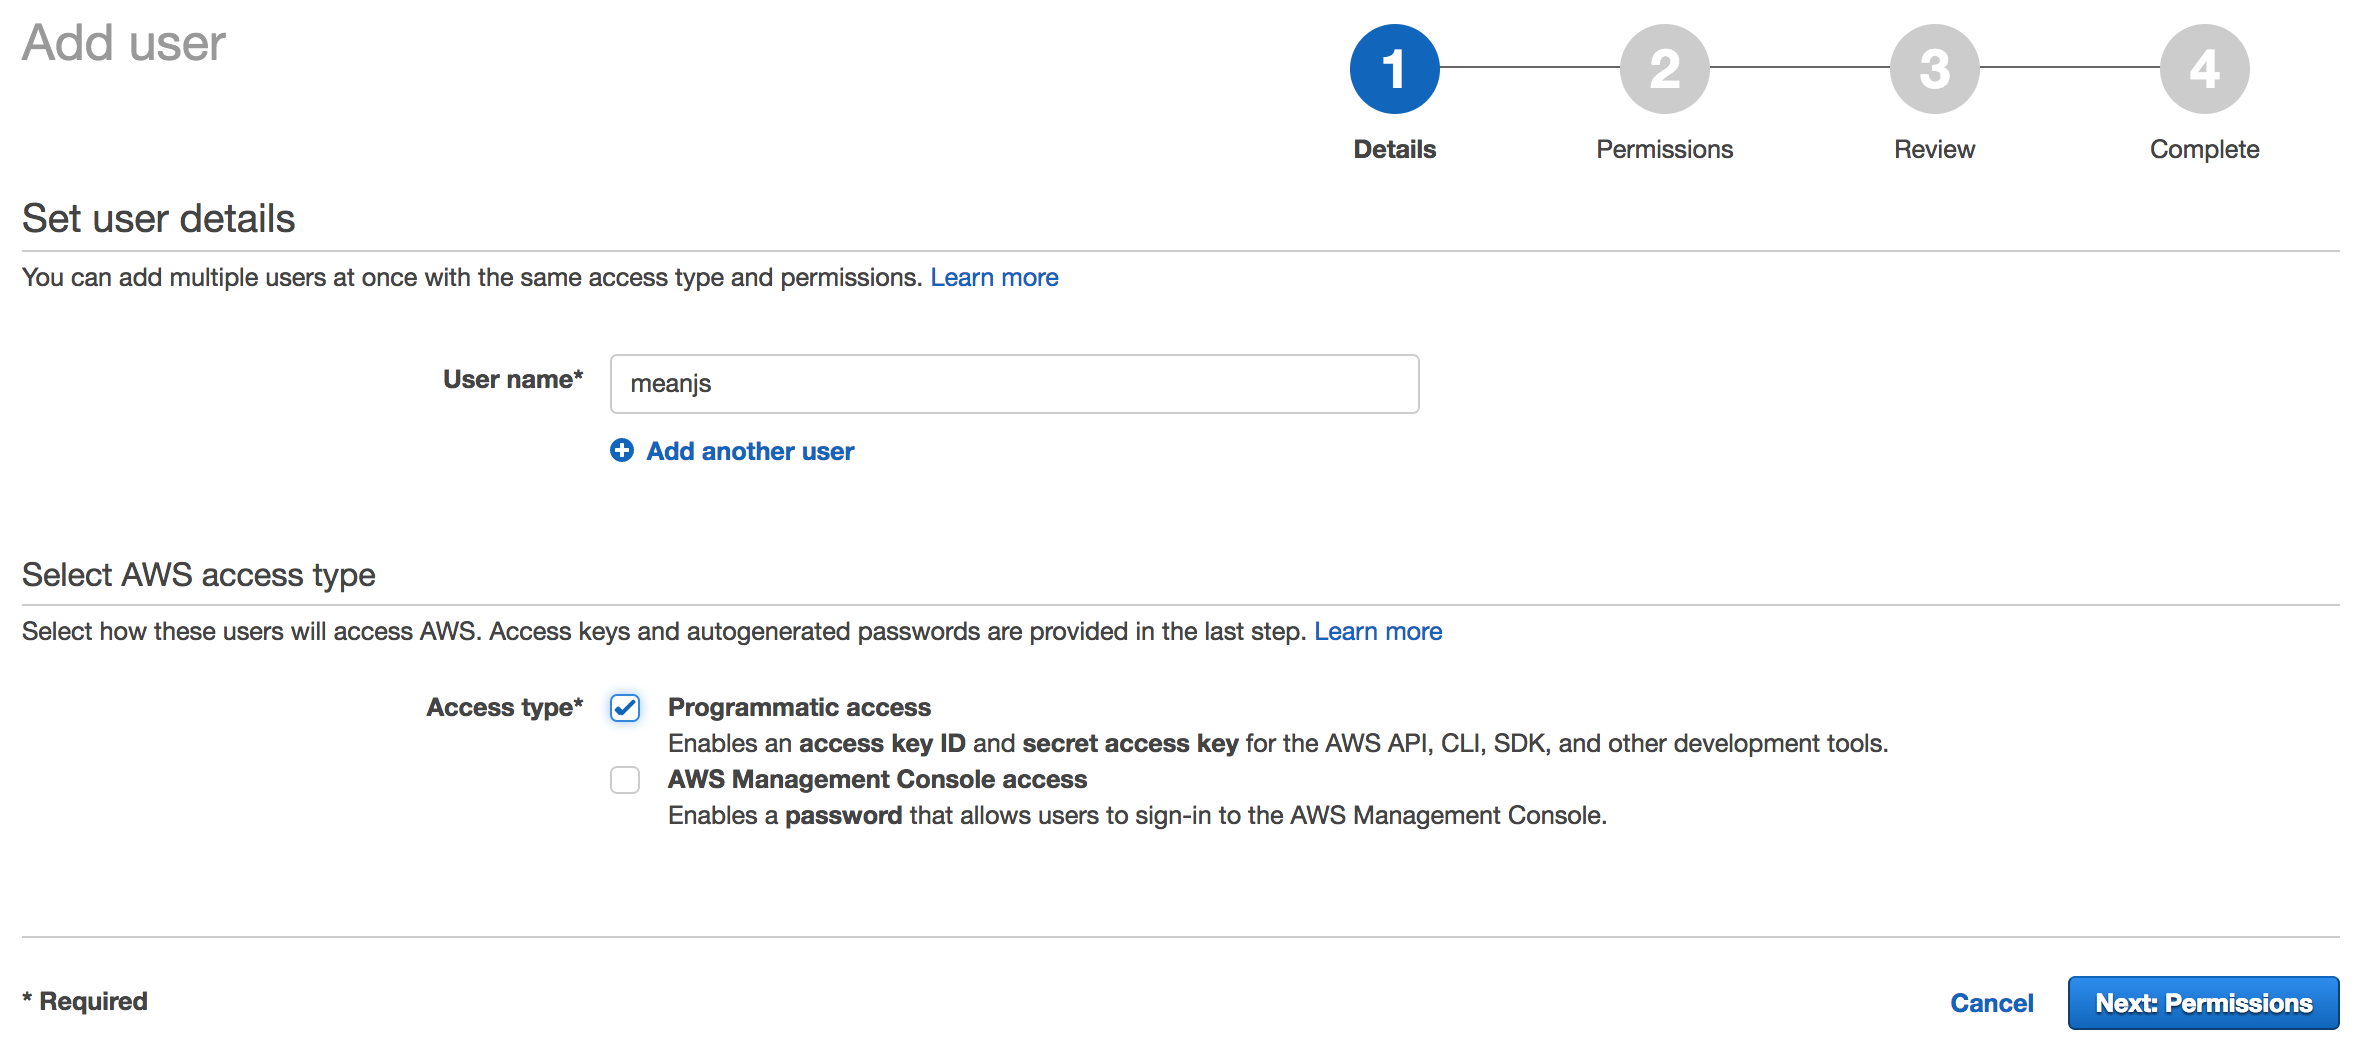 Add user
1 2 3 4
Details Permissions Review Complete
Set user details
You can add multiple users at once with the same access type and permissions. Learn more
User name* meanjs
Add another user
Select AWS access type
Select how these users will access AWS. Access keys and autogenerated passwords are provided in the last step. Learn more
Access type* Programmatic access
Enables an access key ID and secret access key for the AWS API, CLI, SDK, and other development tools.
AWS Management Console access
Enables a password that allows users to sign-in to the AWS Management Console.
* Required Cancel Next: Permissions